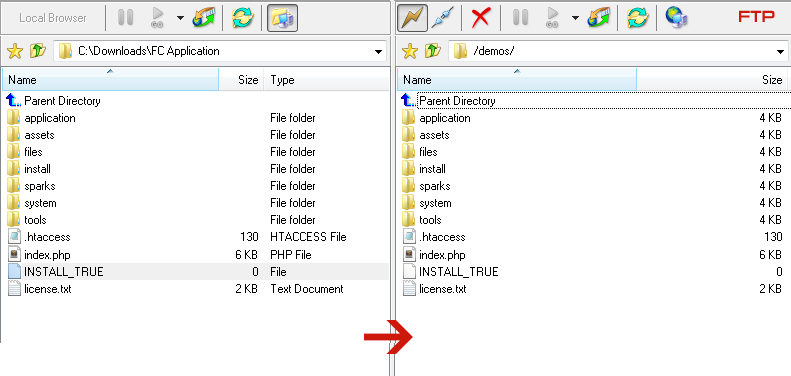 Local Browser GO
C:\Downloads\FC Application
Name Size Type
Parent Directory
application File folder
assets File folder
files File folder
install File folder
sparks File folder
system File folder
tools File folder
.htaccess 130 HTACCESS File
index.php 6 KB PHP File
INSTALL_TRUE 0 File
license.txt 2 KB Text Document
GO FTP
/demos/
Name Size
Parent Directory
application 4 KB
assets 4 KB
files 4 KB
install 4 KB
sparks 4 KB
system 4 KB
tools 4 KB
.htaccess 130
index.php 6 KB
INSTALL_TRUE 0
license.txt 2 KB